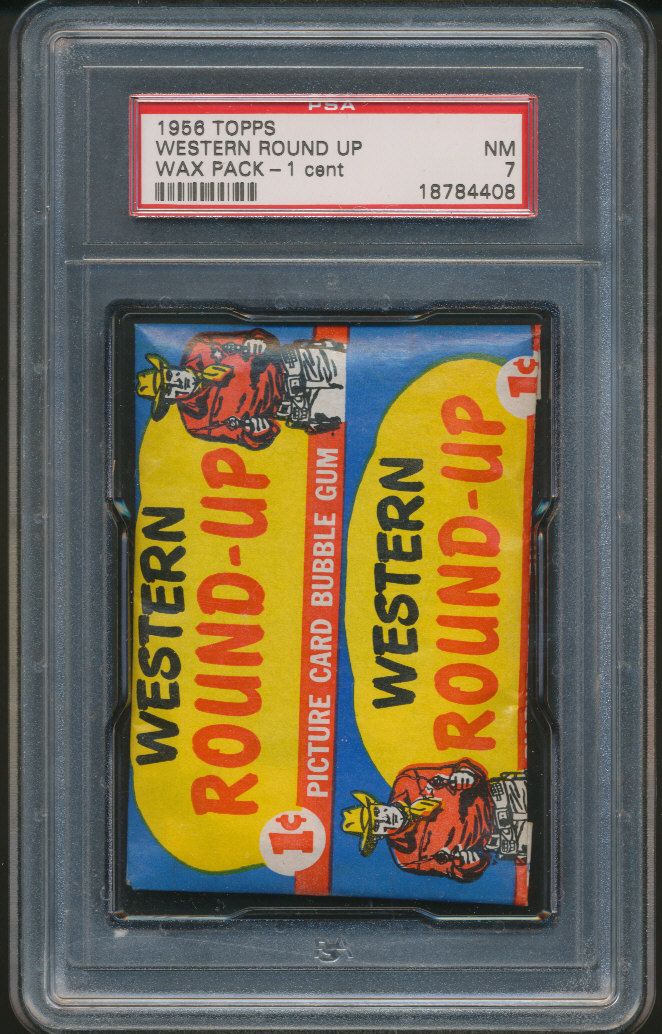 PSA
1956 TOPPS
WESTERN ROUND UP NM
WAX PACK - 1 cent 7
18784408
WESTERN
ROUND-UP
1¢
PICTURE CARD BUBBLE GUM
WESTERN
ROUND-UP
1¢
PSA